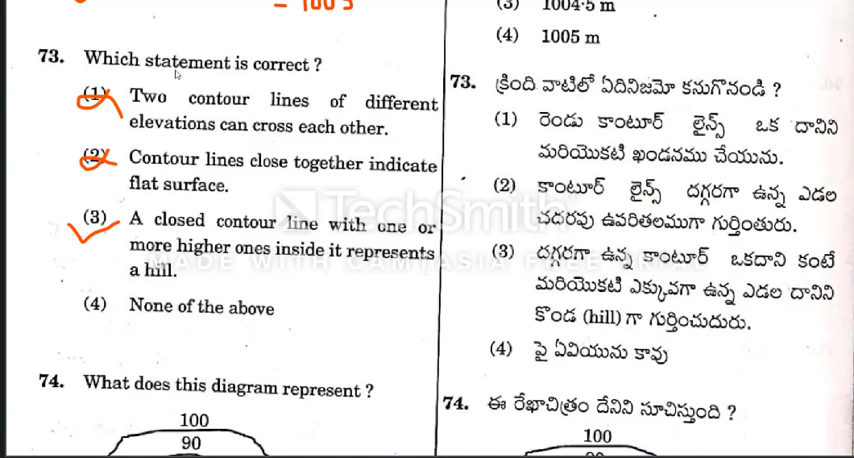 = 1005
73. Which statement is correct ?
(1) Two contour lines of different
elevations can cross each other.
(2) Contour lines close together indicate
flat surface.
(3) A closed contour line with one or
more higher ones inside it represents
a hill.
(4) None of the above
74. What does this diagram represent ?
100
90
(3) 1004·5 m
(4) 1005 m
73. క్రింది వాటిలో ఏదినిజమో కనుగొనండి ?
(1) రెండు కాంటూర్ లైన్స్ ఒక దానిని
మరియొకటి ఖండనము చేయును.
(2) కాంటూర్ లైన్స్ దగ్గరగా ఉన్న ఎడల
చదరపు ఉపరితలముగా గుర్తింతురు.
(3) దగ్గరగా ఉన్న కాంటూర్ ఒకదాని కంటే
మరియొకటి ఎక్కువగా ఉన్న ఎడల దానిని
కొండ (hill) గా గుర్తించుదురు.
(4) పై ఏవియును కావు
74. ఈ రేఖాచిత్రం దేనిని సూచిస్తుంది ?
100
TechSmith
MADE WITH CAMTASIA FREE TRIAL